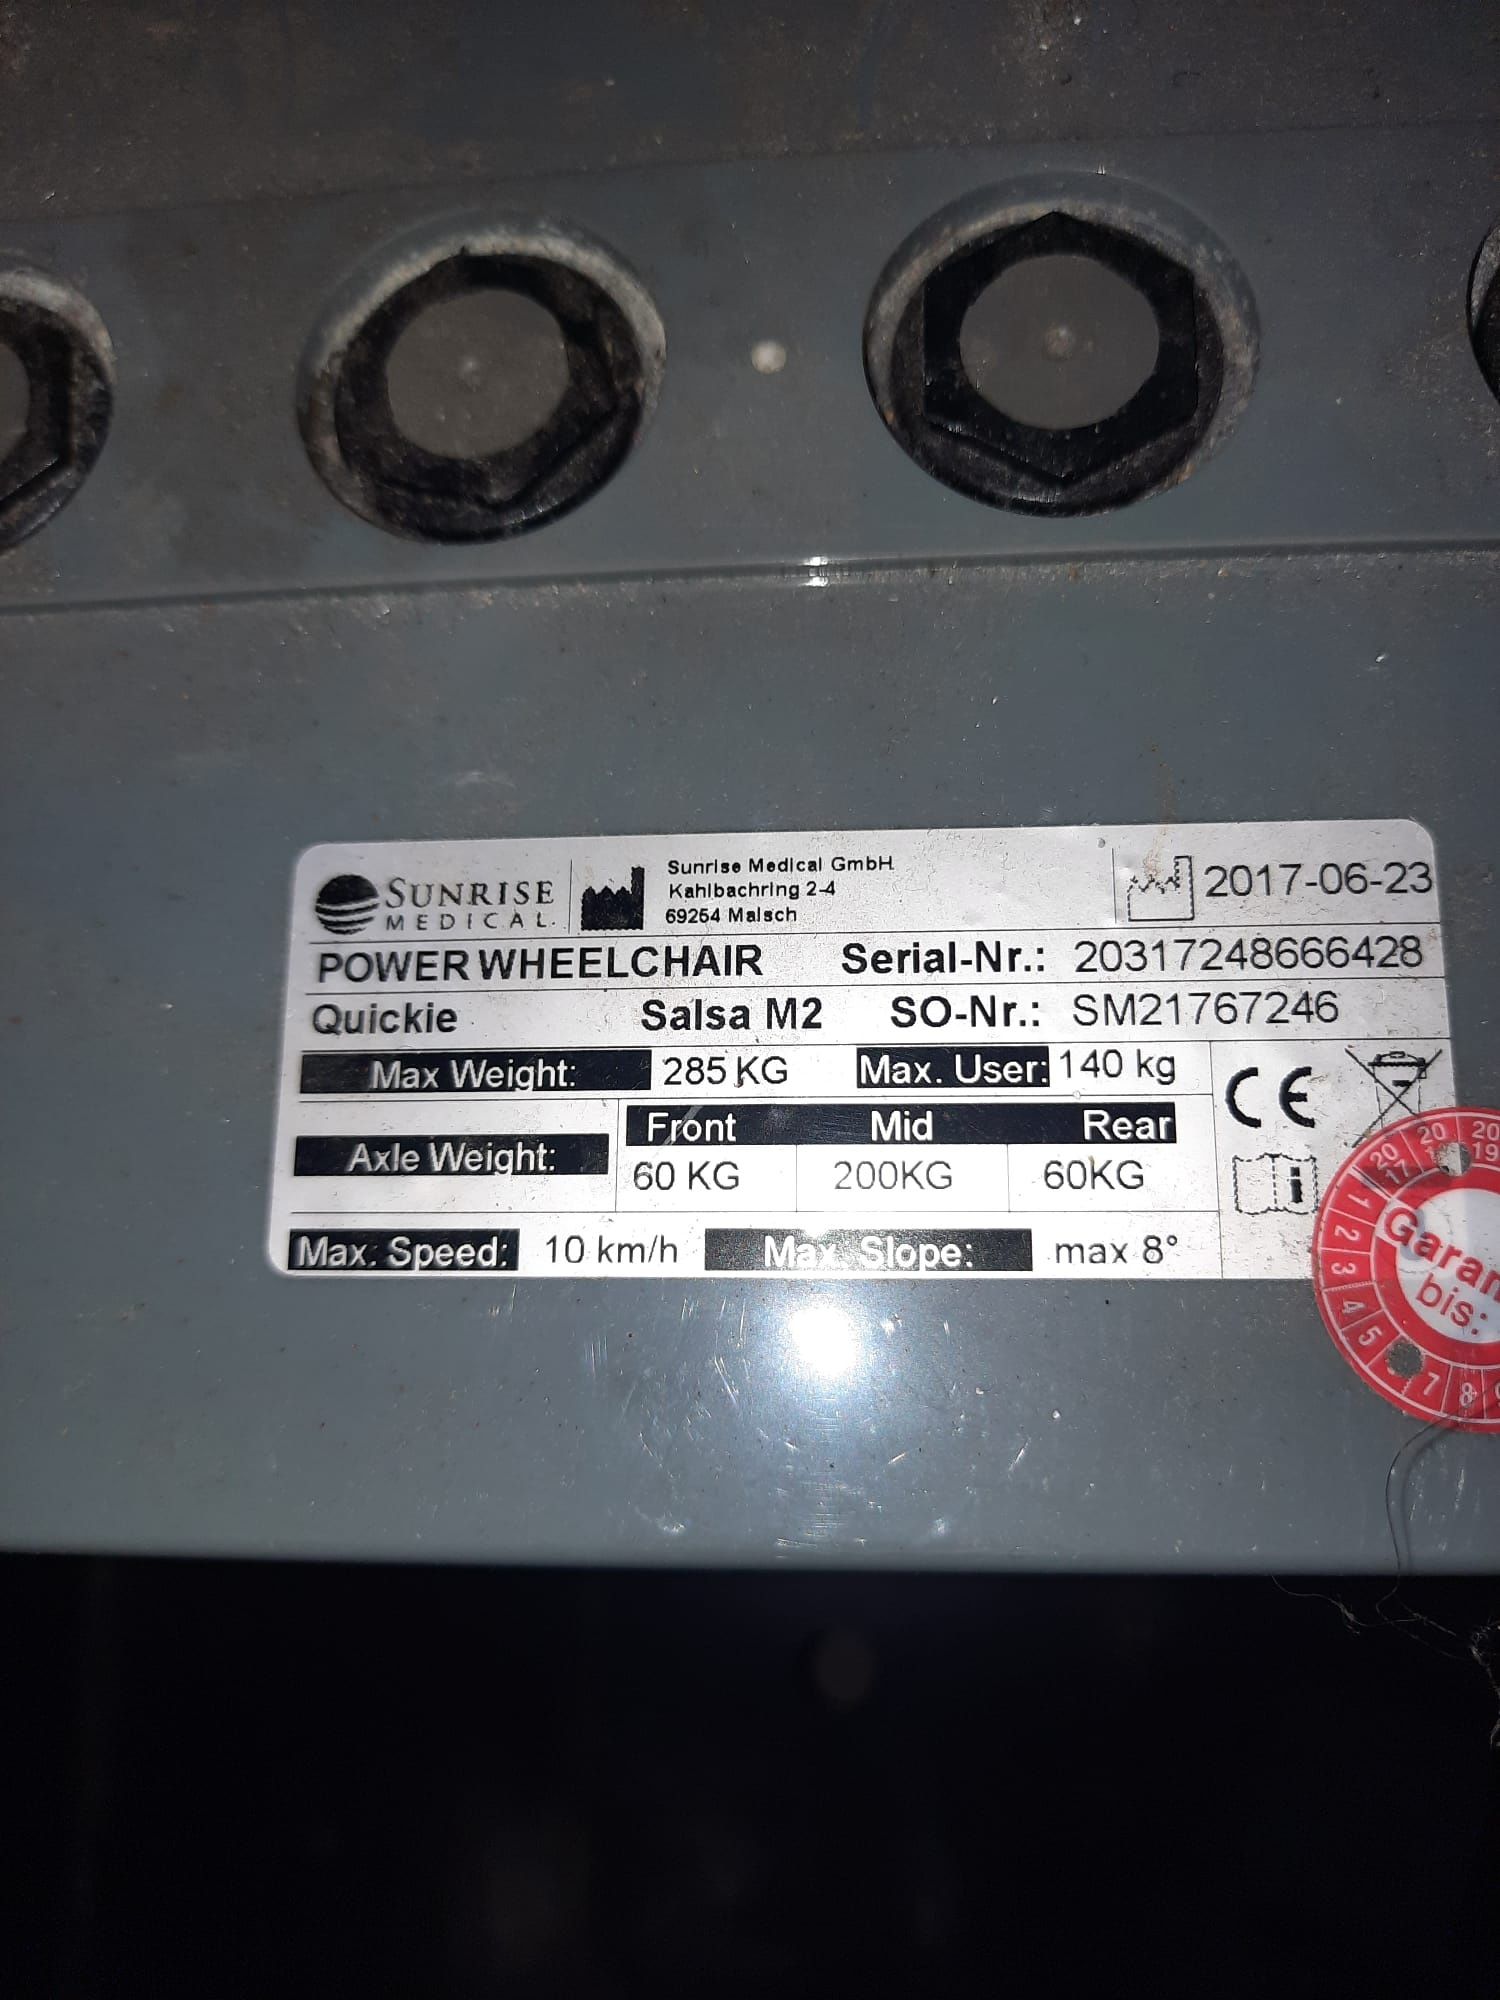 SUNRISE
MEDICAL.
Sunrise Medical GmbH
Kahlbachring 2-4
69254 Malsch
2017-06-23
POWER WHEELCHAIR Serial-Nr.: 20317248666428
Quickie Salsa M2 SO-Nr.: SM21767246
Max Weight: 285 KG Max. User: 140 kg
CE
Front Mid Rear
Axle Weight:
60 KG 200KG 60KG
i
Max. Speed: 10 km/h Max. Slope: max 8°
20 17 20 20 19
1 2 3 4 5 7 8
bis: